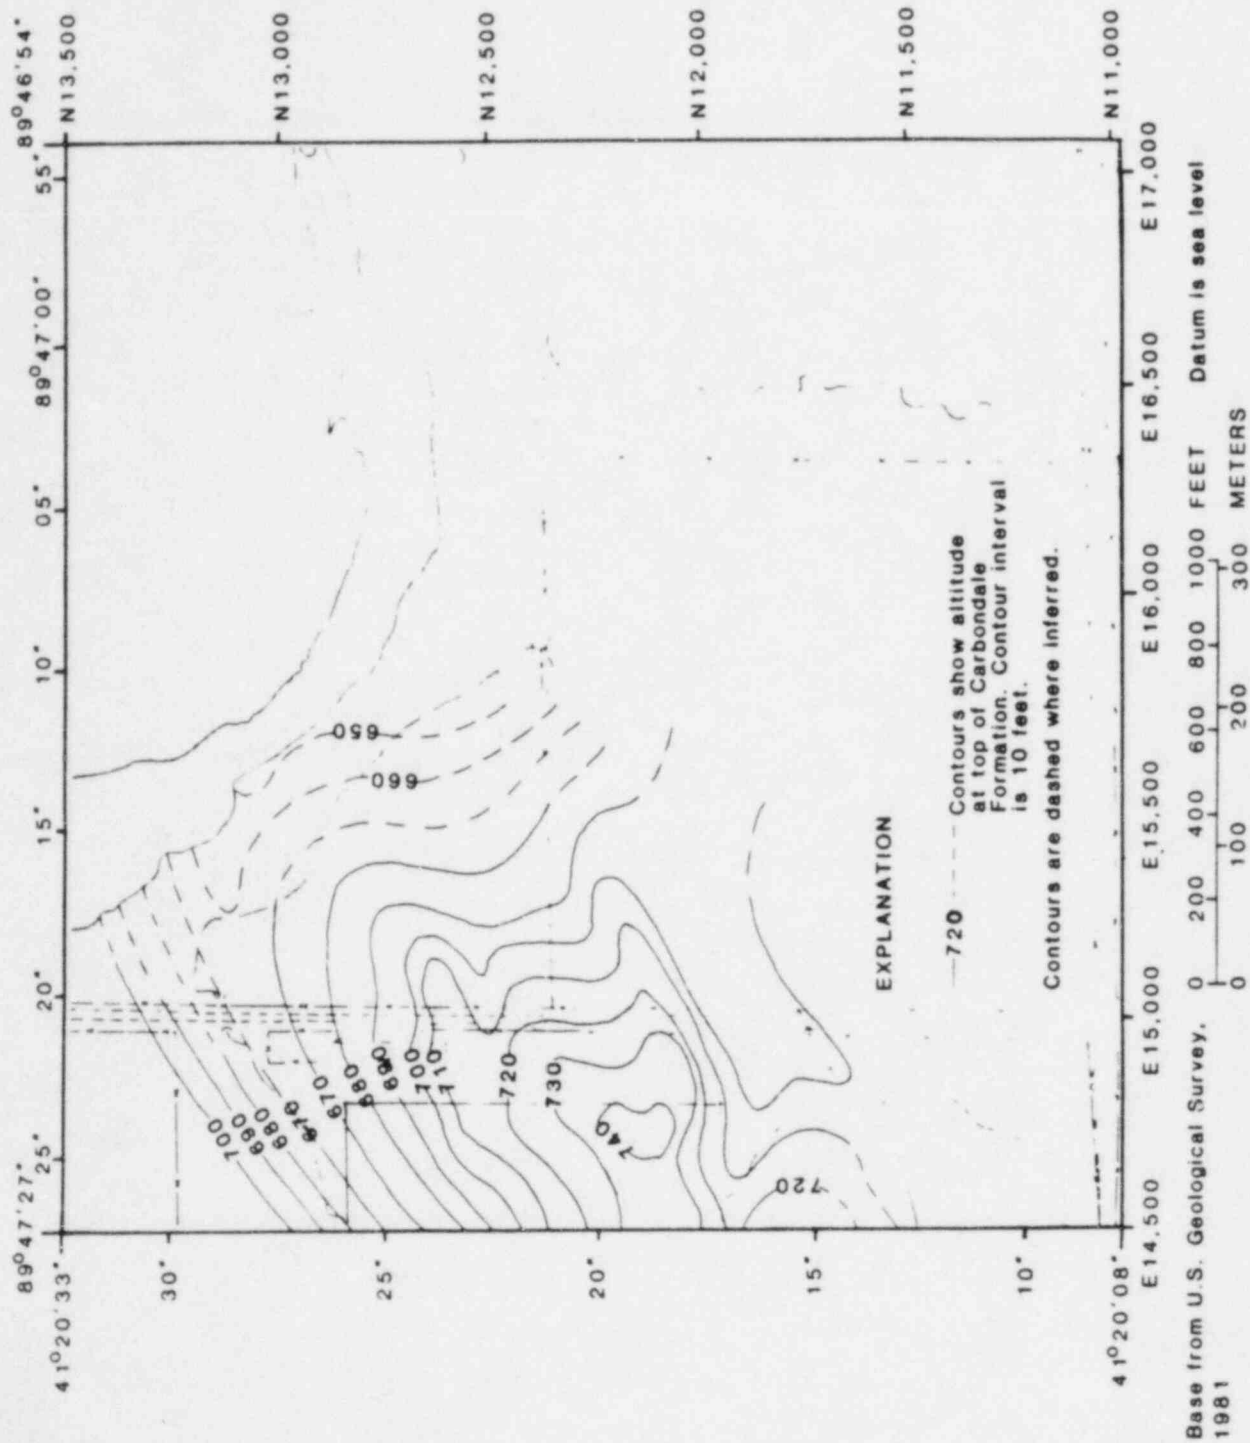 89°47'27"
25"
20"
15"
10"
05"
89°47'00"
55"
89°46'54"
41°20'33"
30"
25"
20"
15"
10"
41°20'08"
N13,500
N13,000
N12,500
N12,000
N11,500
N11,000
700
690
680
670
670
680
690
700
710
720
730
740
720
650
660
EXPLANATION
720
Contours show altitude
at top of Carbondale
Formation. Contour interval
is 10 feet.
Contours are dashed where inferred.
E14,500
E15,000
E15,500
E16,000
E16,500
E17,000
Base from U.S. Geological Survey,
1981
0 200 400 600 800 1000 FEET
0 100 200 300 METERS
Datum is sea level